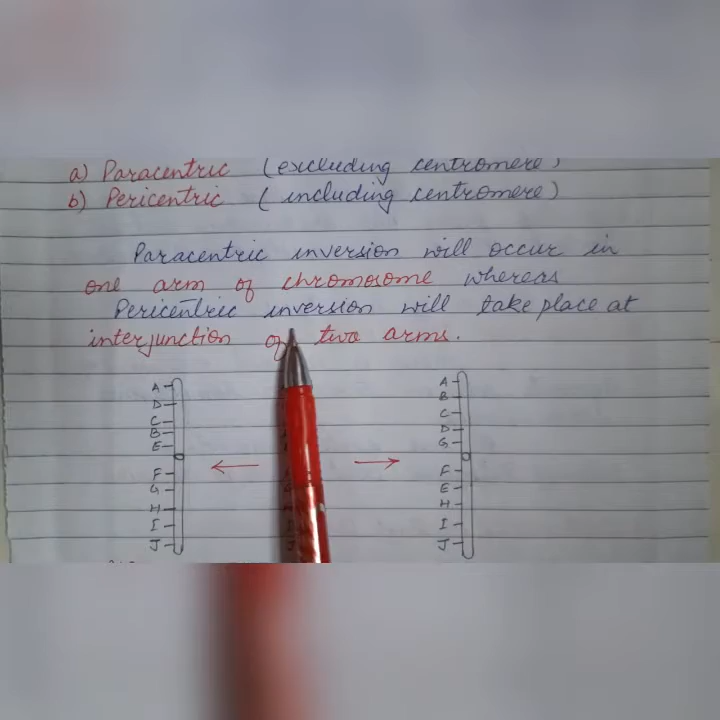 a) Paracentric (excluding centromere)
b) Pericentric (including centromere)
Paracentric inversion will occur in
one arm of chromosome whereas
Pericentric inversion will take place at
interjunction of two arms.
A
D
C
B
E
F
G
H
I
J
← →
A
B
C
D
G
F
E
H
I
J